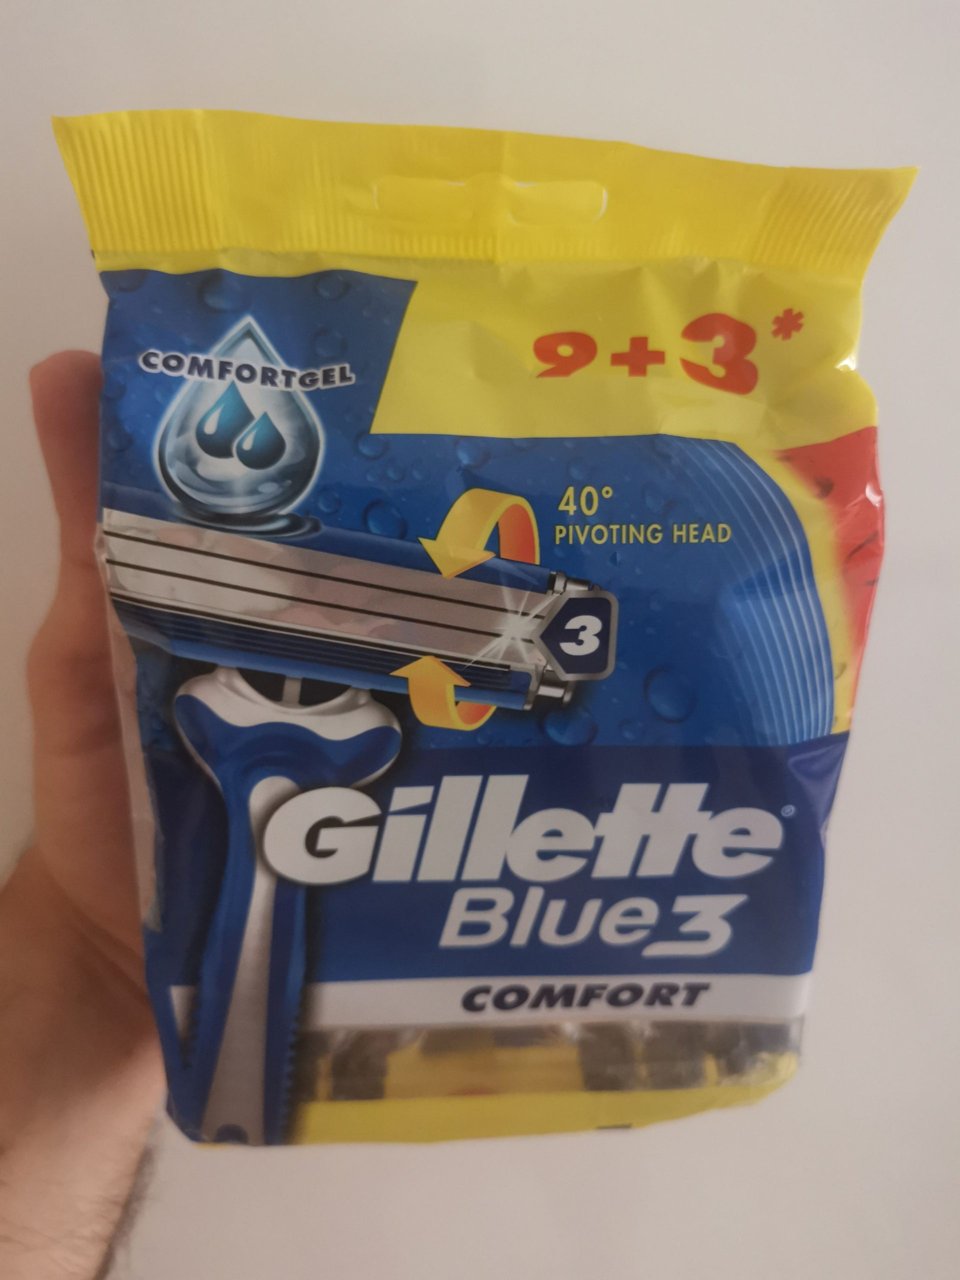 9+3*
COMFORTGEL
40°
PIVOTING HEAD
3
Gillette®
Blue3
COMFORT